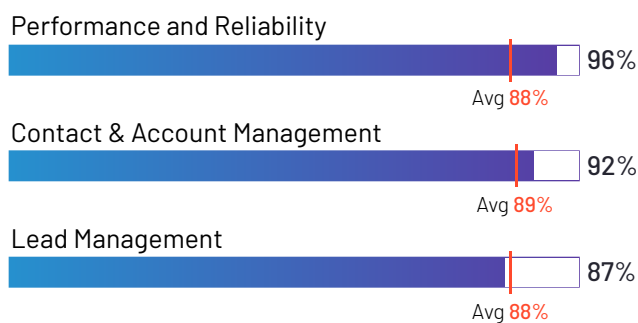 Performance and Reliability
96%
Avg 88%
Contact & Account Management
92%
Avg 89%
Lead Management
87%
Avg 88%